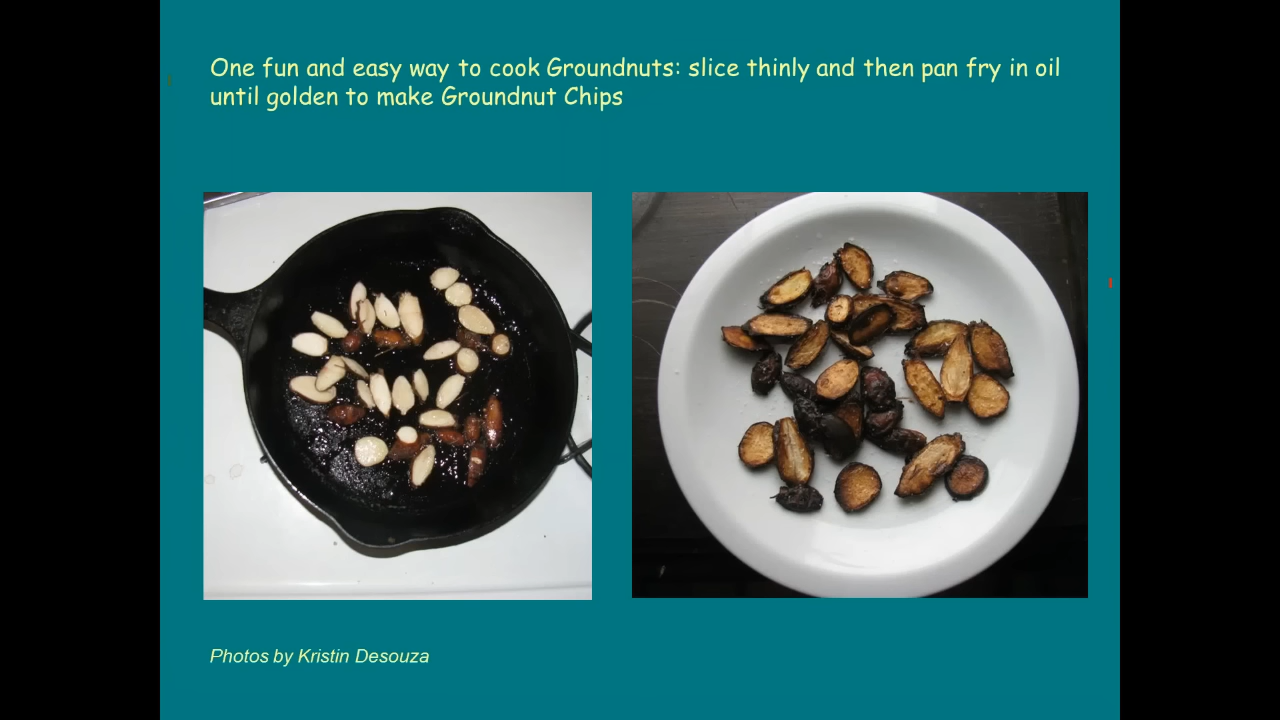 One fun and easy way to cook Groundnuts: slice thinly and then pan fry in oil
until golden to make Groundnut Chips
Photos by Kristin Desouza